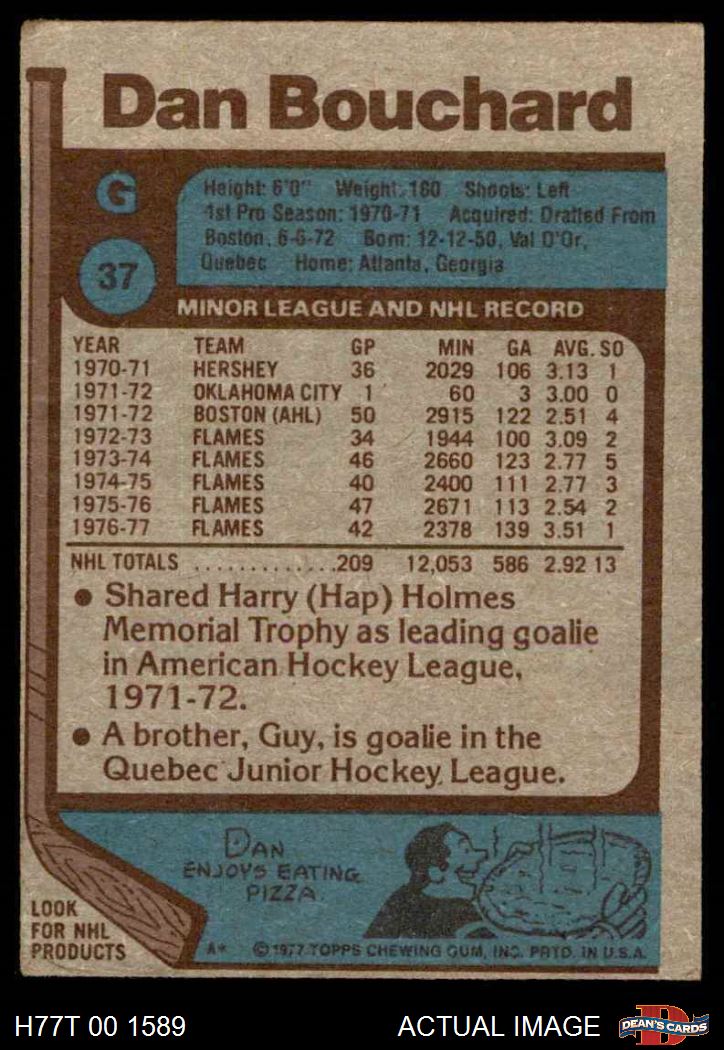 Dan Bouchard
G
Height: 6'0" Weight: 180 Shoots: Left
1st Pro Season: 1970-71 Acquired: Drafted From
Boston, 6-6-72 Born: 12-12-50, Val D'Or,
Quebec Home: Atlanta, Georgia
37
MINOR LEAGUE AND NHL RECORD
YEAR TEAM GP MIN GA AVG. SO
1970-71 HERSHEY 36 2029 106 3.13 1
1971-72 OKLAHOMA CITY 1 60 3 3.00 0
1971-72 BOSTON (AHL) 50 2915 122 2.51 4
1972-73 FLAMES 34 1944 100 3.09 2
1973-74 FLAMES 46 2660 123 2.77 5
1974-75 FLAMES 40 2400 111 2.77 3
1975-76 FLAMES 47 2671 113 2.54 2
1976-77 FLAMES 42 2378 139 3.51 1
NHL TOTALS .............209 12,053 586 2.92 13
• Shared Harry (Hap) Holmes
Memorial Trophy as leading goalie
in American Hockey League,
1971-72.
• A brother, Guy, is goalie in the
Quebec Junior Hockey League.
DAN
ENJOYS EATING
PIZZA.
LOOK
FOR NHL
PRODUCTS
A* © 1977 TOPPS CHEWING GUM, INC. PRTD. IN U.S.A.
H77T 00 1589 ACTUAL IMAGE
D
DEAN'S CARDS